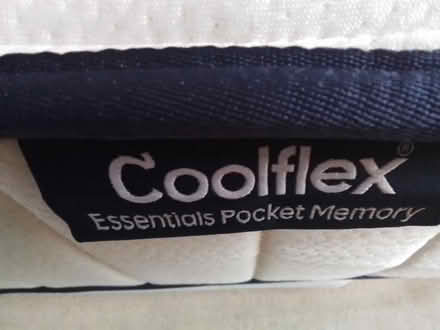 Coolflex®
Essentials Pocket Memory